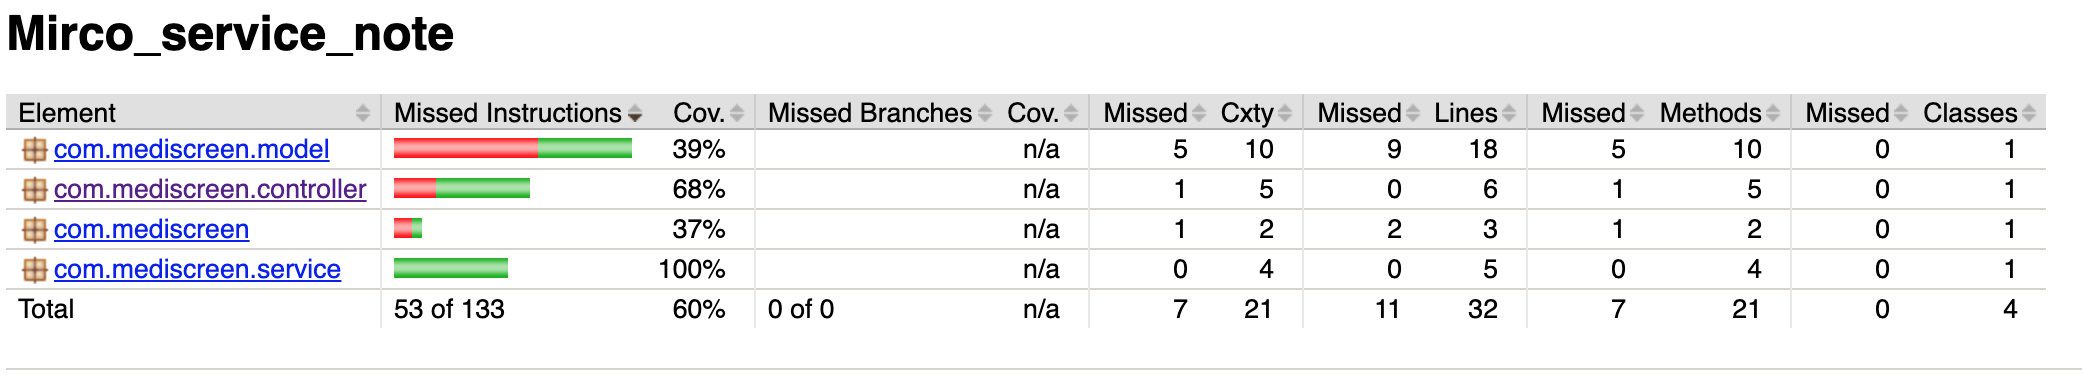 Mirco_service_note
Element Missed Instructions Cov. Missed Branches Cov. Missed Cxty Missed Lines Missed Methods Missed Classes
com.mediscreen.model 39% n/a 5 10 9 18 5 10 0 1
com.mediscreen.controller 68% n/a 1 5 0 6 1 5 0 1
com.mediscreen 37% n/a 1 2 2 3 1 2 0 1
com.mediscreen.service 100% n/a 0 4 0 5 0 4 0 1
Total 53 of 133 60% 0 of 0 n/a 7 21 11 32 7 21 0 4